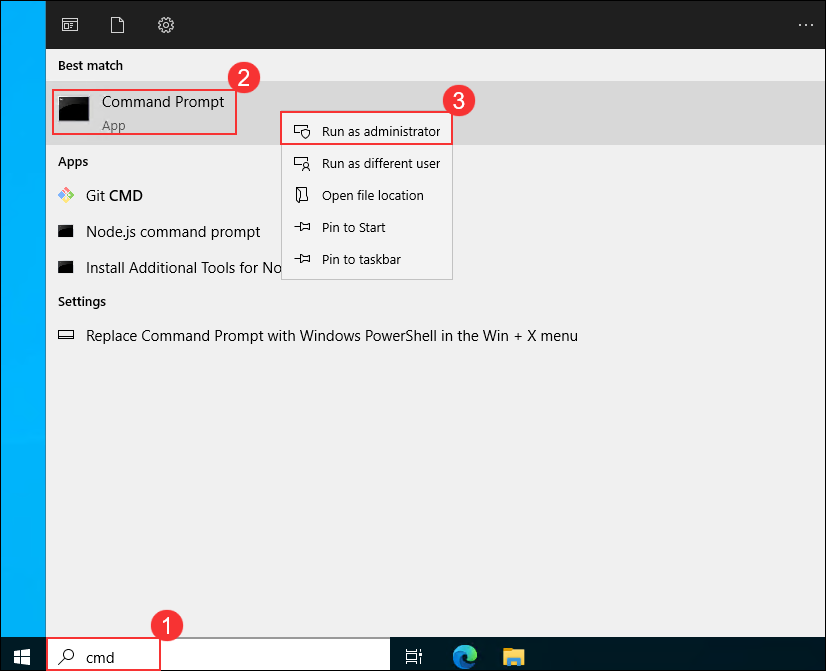 Best match
2
Command Prompt
App
3
Run as administrator
Run as different user
Open file location
Pin to Start
Pin to taskbar
Apps
Git CMD
Node.js command prompt
Install Additional Tools for No
Settings
Replace Command Prompt with Windows PowerShell in the Win + X menu
1
cmd